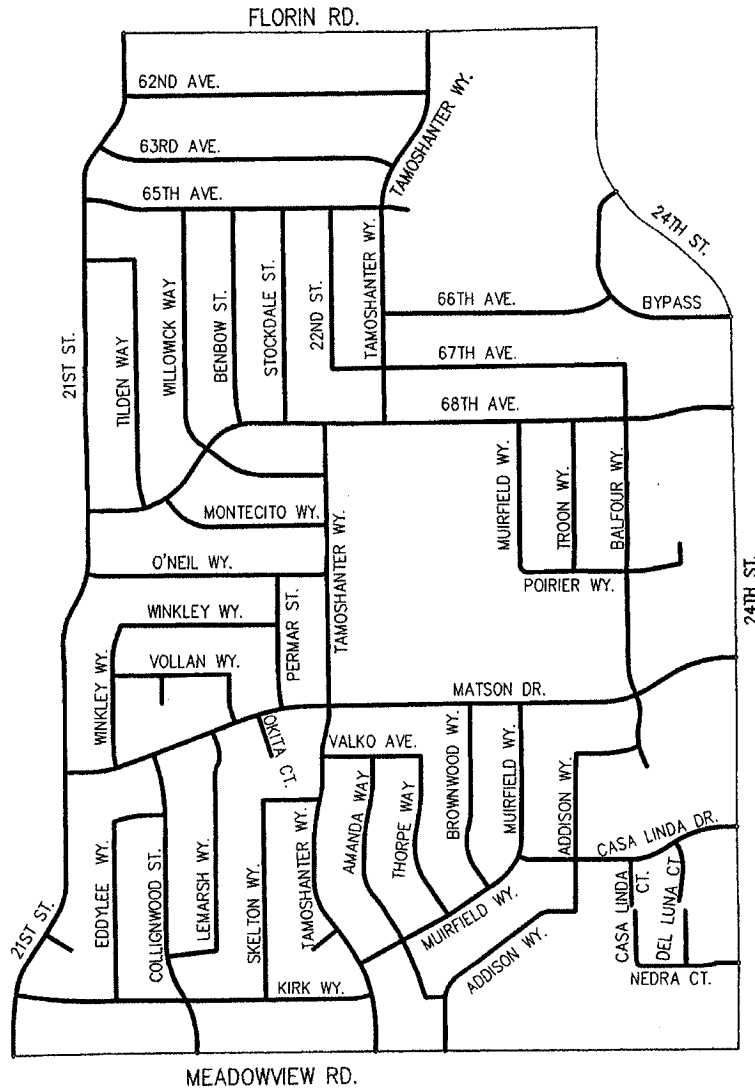 FLORIN RD.
62ND AVE.
TAMOSHANTER WY.
63RD AVE.
65TH AVE.
24TH ST.
21ST ST.
TILDEN WAY
WILLOWICK WAY
BENBOW ST.
STOCKDALE ST.
22ND ST.
TAMOSHANTER WY.
66TH AVE.
BYPASS
67TH AVE.
68TH AVE.
MONTECITO WY.
MUIRFIELD WY.
TROON WY.
BALFOUR WY.
O'NEIL WY.
TAMOSHANTER WY.
POIRIER WY.
24TH ST.
WINKLEY WY.
PERMAR ST.
VOLLAN WY.
WINKLEY WY.
MATSON DR.
OKITA CT.
VALKO AVE.
BROWNWOOD WY.
MUIRFIELD WY.
ADDISON WY.
AMANDA WAY
THORPE WAY
CASA LINDA DR.
EDDYLEE WY.
COLLIGNWOOD ST.
LEMARSH WY.
SKELTON WY.
TAMOSHANTER WY.
MUIRFIELD WY.
CASA LINDA
CT.
DEL LUNA CT.
21ST ST.
ADDISON WY.
NEDRA CT.
KIRK WY.
MEADOWVIEW RD.